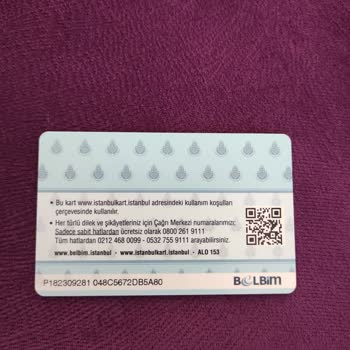 • Bu kart www.istanbulkart.istanbul adresindeki kullanım koşulları
çerçevesinde kullanılır.
• Her türlü dilek ve şikâyetleriniz için Çağrı Merkezi numaralarımız;
Sadece sabit hatlardan ücretsiz olarak 0800 261 9111
Tüm hatlardan 0212 468 0099 - 0532 755 9111 arayabilirsiniz.
www.belbim.istanbul - www.istanbulkart.istanbul - ALO 153
P182309281 048C5672DB5A80
BELBİM